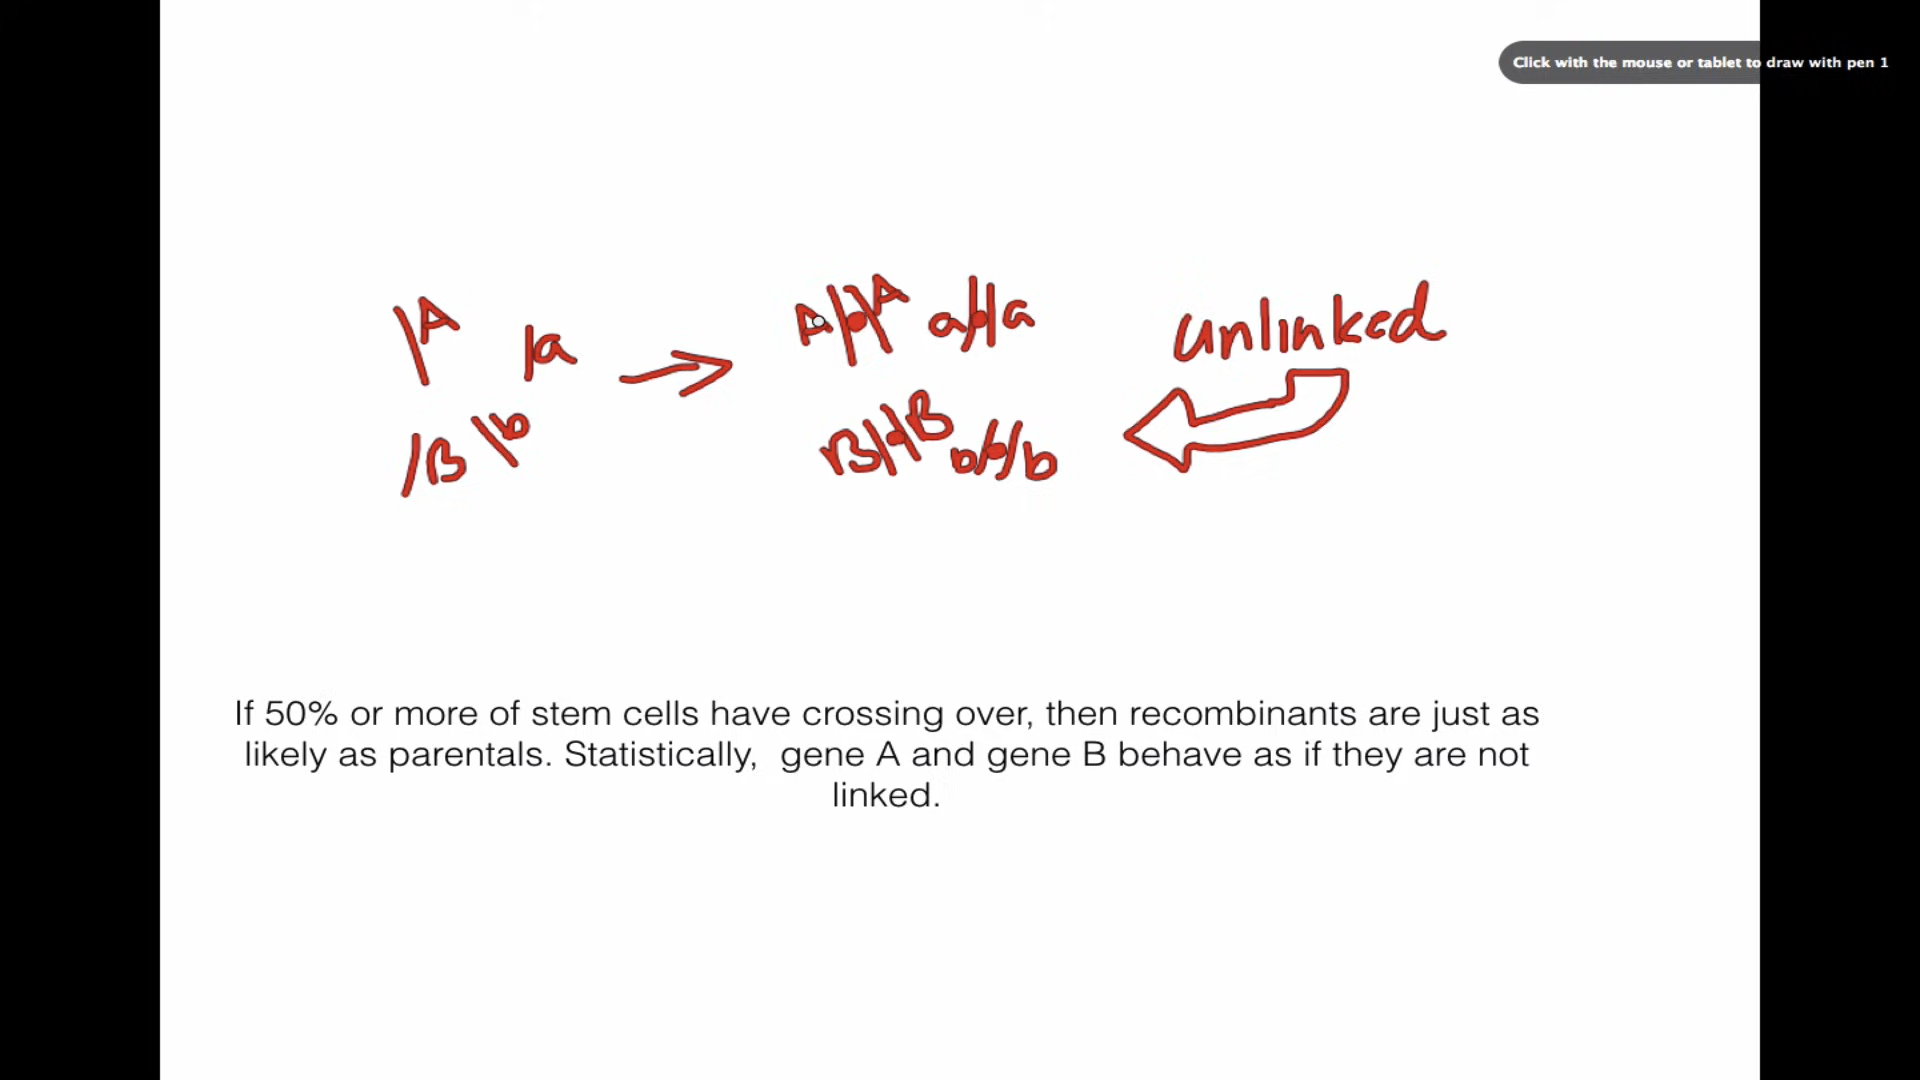 Click with the mouse or tablet to draw with pen 1
A a A A a a unlinked
B b B B b b
If 50% or more of stem cells have crossing over, then recombinants are just as
likely as parentals. Statistically, gene A and gene B behave as if they are not
linked.